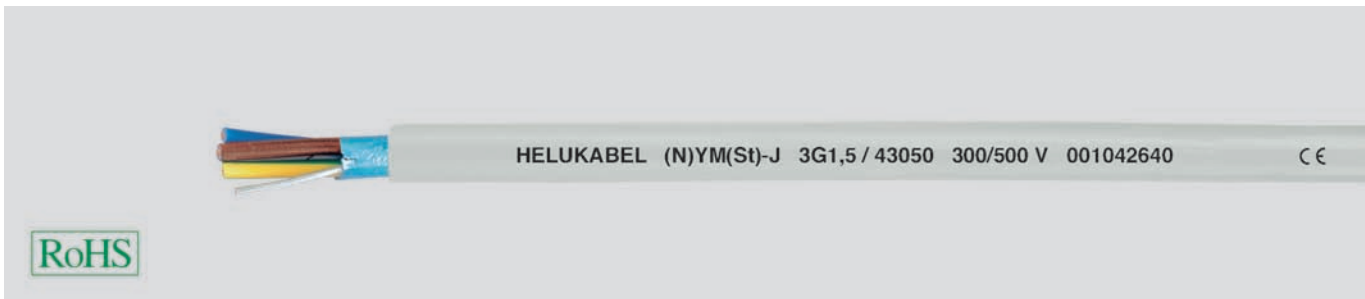 HELUKABEL (N)YM(St)-J 3G1,5 / 43050 300/500 V 001042640 CE
RoHS